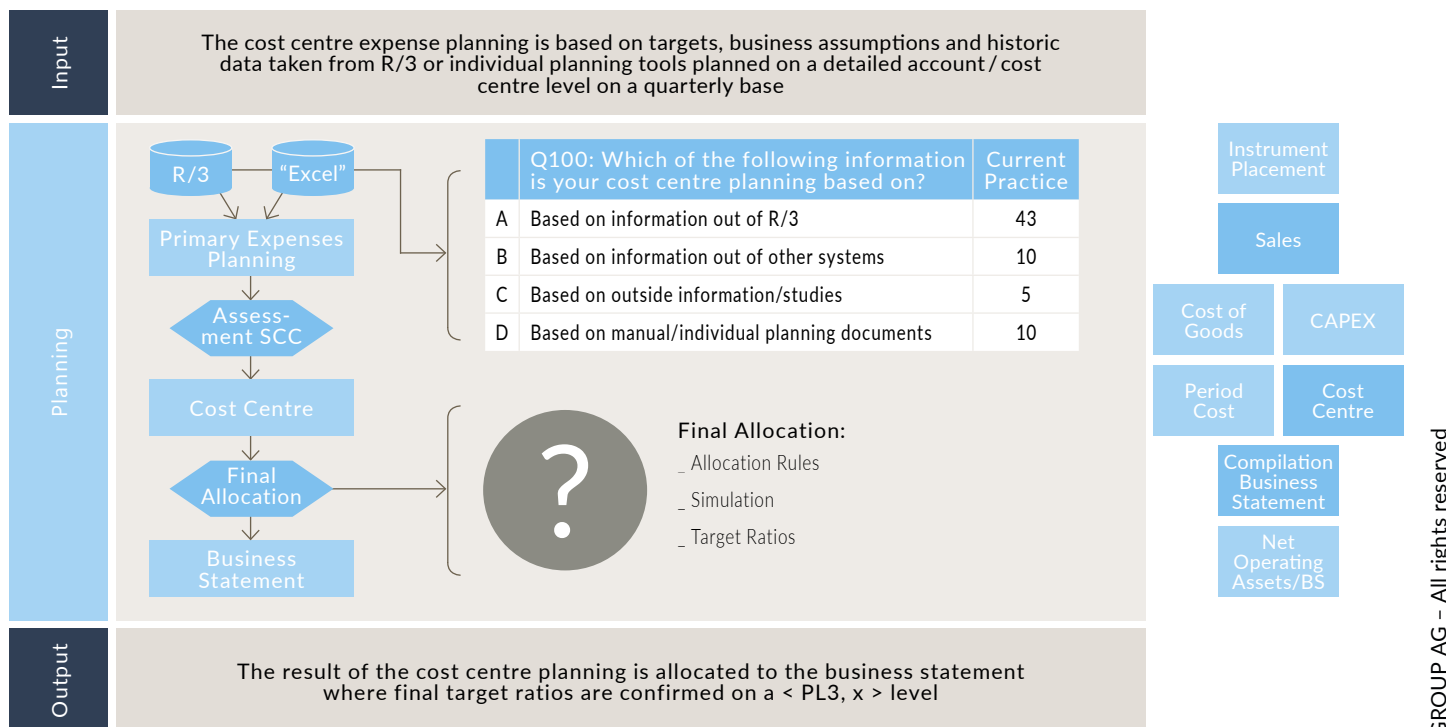 Input
The cost centre expense planning is based on targets, business assumptions and historic
data taken from R/3 or individual planning tools planned on a detailed account / cost
centre level on a quarterly base
Planning
R/3
“Excel”
Primary Expenses
Planning
Assess-
ment SCC
Cost Centre
Final
Allocation
Business
Statement
Q100: Which of the following information
is your cost centre planning based on?
Current
Practice
A Based on information out of R/3 43
B Based on information out of other systems 10
C Based on outside information/studies 5
D Based on manual/individual planning documents 10
?
Final Allocation:
_ Allocation Rules
_ Simulation
_ Target Ratios
Instrument
Placement
Sales
Cost of
Goods
CAPEX
Period
Cost
Cost
Centre
Compilation
Business
Statement
Net
Operating
Assets/BS
Output
The result of the cost centre planning is allocated to the business statement
where final target ratios are confirmed on a < PL3, x > level
GROUP AG – All rights reserved